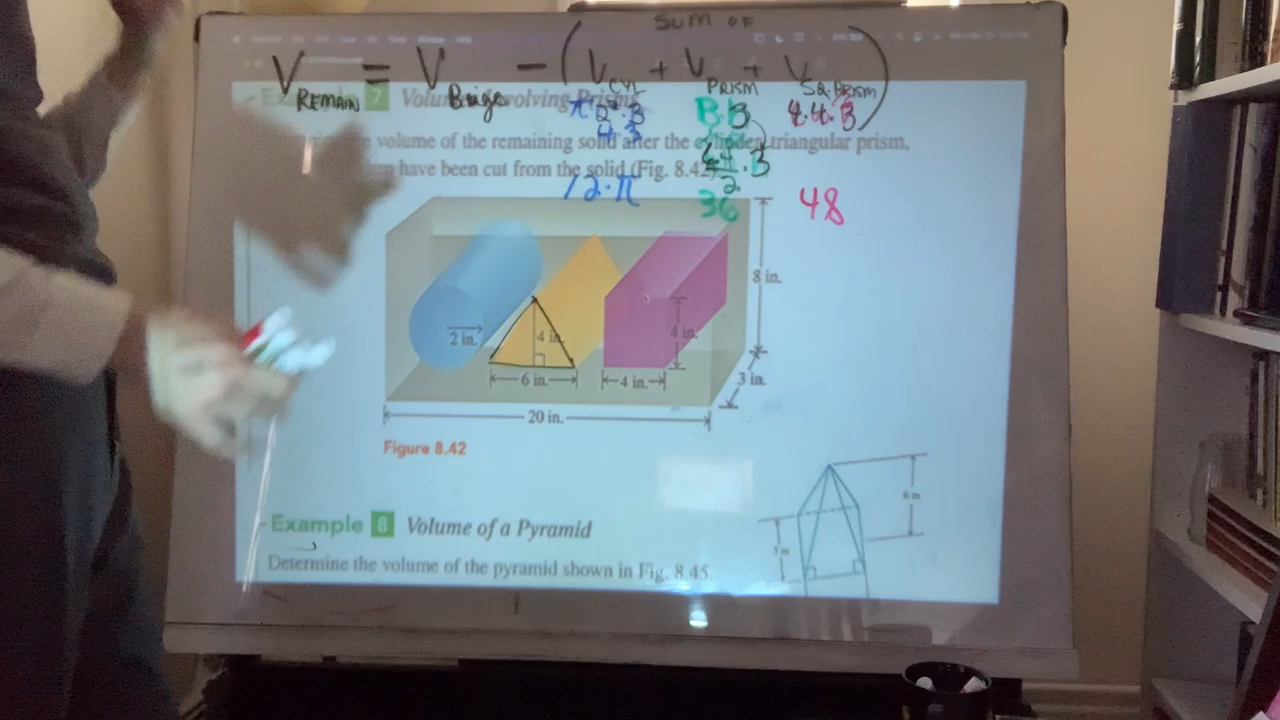 SUM OF
V REMAIN = V Beige - ( V CYL + V PRISM + V SQ. PRISM )
7 Volume Involving Prisms
π 2² · 3 B · 3 4 · 4 · 3
4 · 3
volume of the remaining solid after the cylinder, triangular prism,
6 · 4 / 2 · 3
have been cut from the solid (Fig. 8.42)
12 · π 36 48
8 in.
2 in. 4 in. 4 in.
6 in. 4 in. 3 in.
20 in.
Figure 8.42
6 m
Example 8 Volume of a Pyramid
Determine the volume of the pyramid shown in Fig. 8.45.